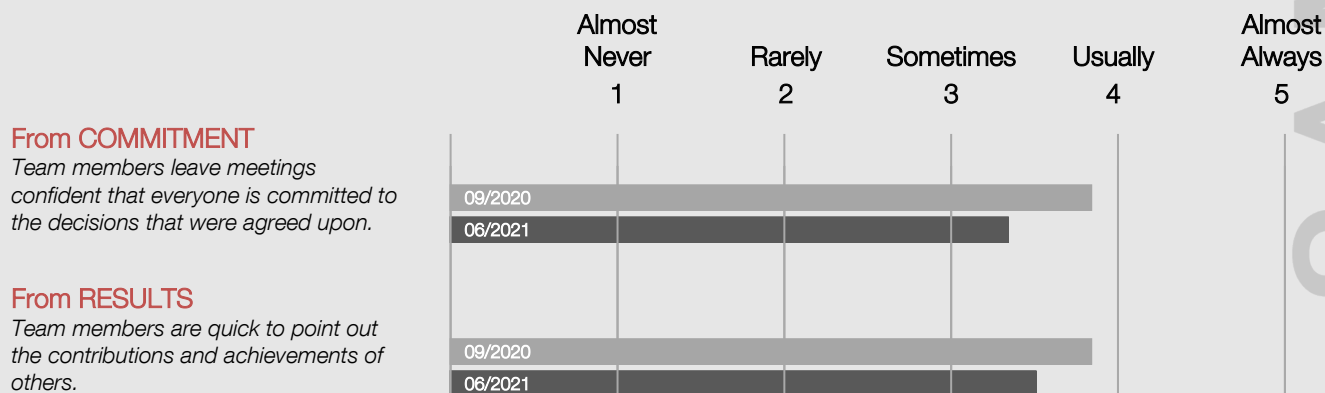 Almost Never
1
Rarely
2
Sometimes
3
Usually
4
Almost Always
5
From COMMITMENT
Team members leave meetings
confident that everyone is committed to
the decisions that were agreed upon.
09/2020
06/2021
From RESULTS
Team members are quick to point out
the contributions and achievements of
others.
09/2020
06/2021